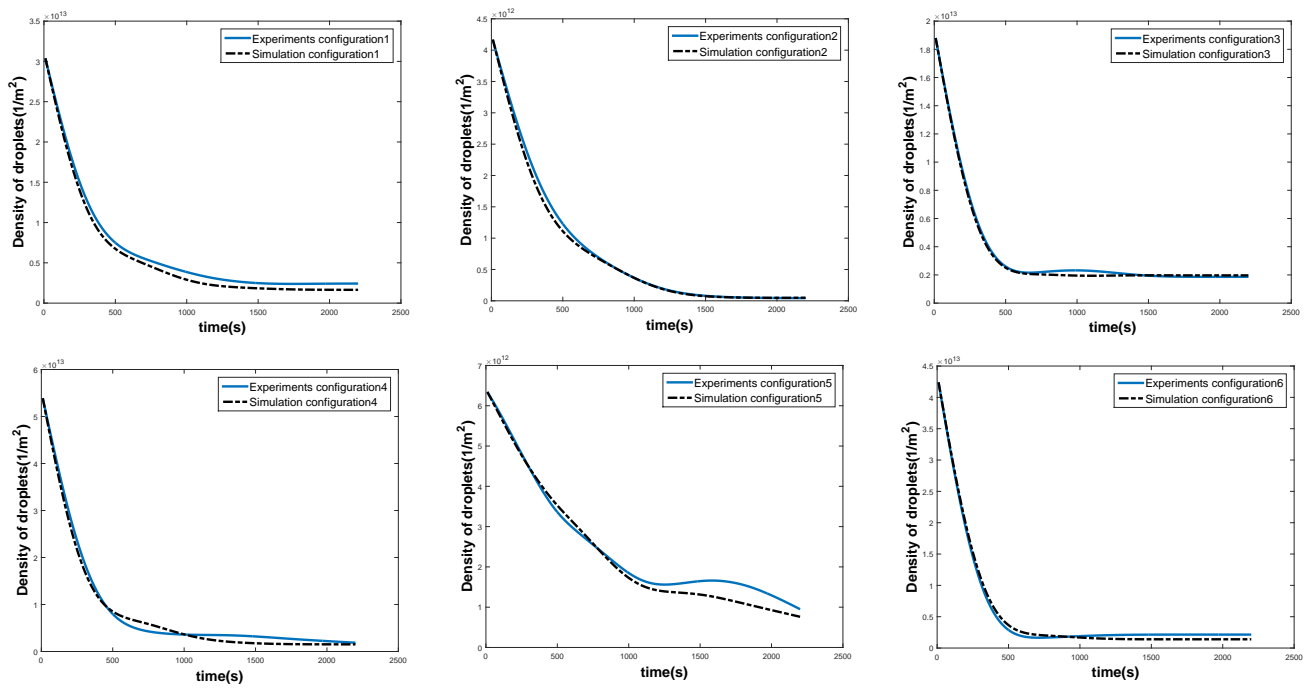 ×10^13
3.5
3
2.5
2
1.5
1
0.5
0
0 500 1000 1500 2000 2500
Density of droplets(1/m²)
time(s)
Experiments configuration1
Simulation configuration1
×10^12
4.5
4
3.5
3
2.5
2
1.5
1
0.5
0
0 500 1000 1500 2000 2500
Density of droplets(1/m²)
time(s)
Experiments configuration2
Simulation configuration2
×10^13
2
1.8
1.6
1.4
1.2
1
0.8
0.6
0.4
0.2
0
0 500 1000 1500 2000 2500
Density of droplets(1/m²)
time(s)
Experiments configuration3
Simulation configuration3
×10^13
6
5
4
3
2
1
0
0 500 1000 1500 2000 2500
Density of droplets(1/m²)
time(s)
Experiments configuration4
Simulation configuration4
×10^12
7
6
5
4
3
2
1
0
0 500 1000 1500 2000 2500
Density of droplets(1/m²)
time(s)
Experiments configuration5
Simulation configuration5
×10^13
4.5
4
3.5
3
2.5
2
1.5
1
0.5
0
0 500 1000 1500 2000 2500
Density of droplets(1/m²)
time(s)
Experiments configuration6
Simulation configuration6